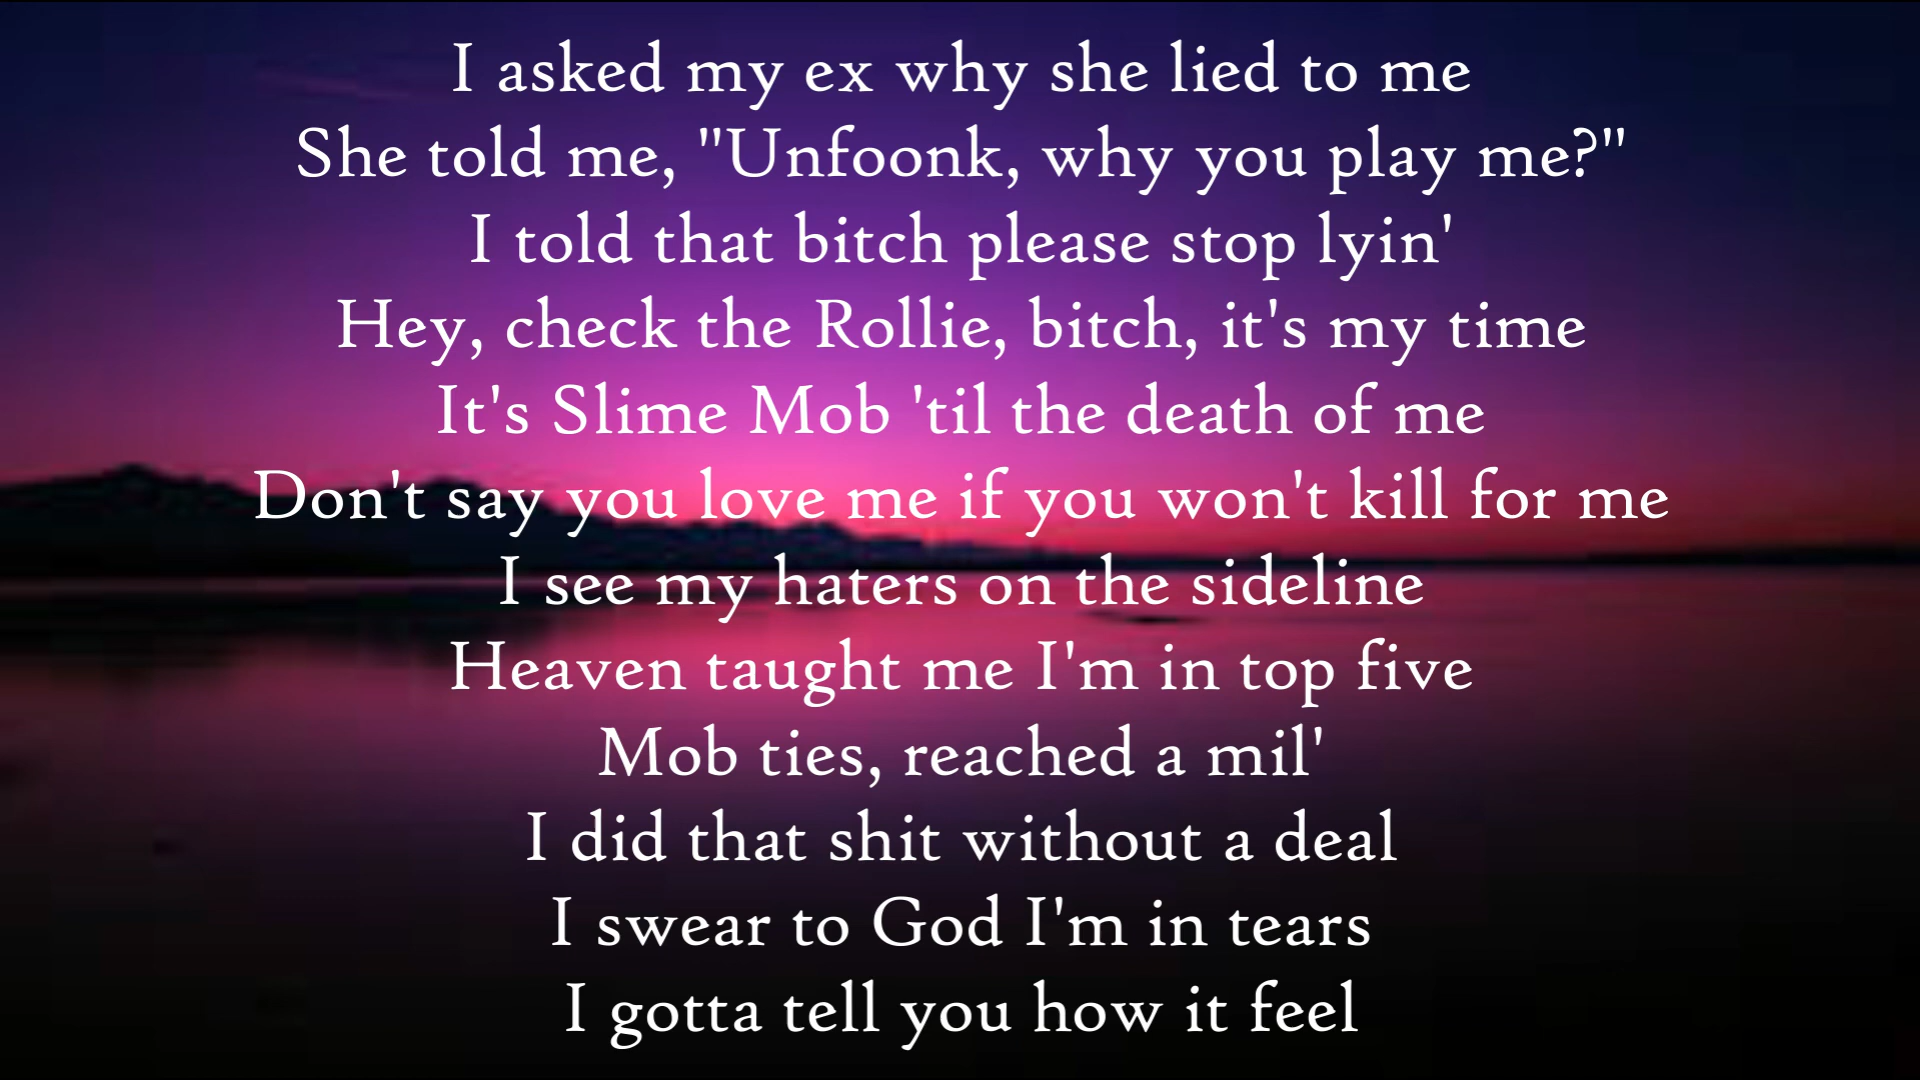 I asked my ex why she lied to me
She told me, "Unfoonk, why you play me?"
I told that bitch please stop lyin'
Hey, check the Rollie, bitch, it's my time
It's Slime Mob 'til the death of me
Don't say you love me if you won't kill for me
I see my haters on the sideline
Heaven taught me I'm in top five
Mob ties, reached a mil'
I did that shit without a deal
I swear to God I'm in tears
I gotta tell you how it feel